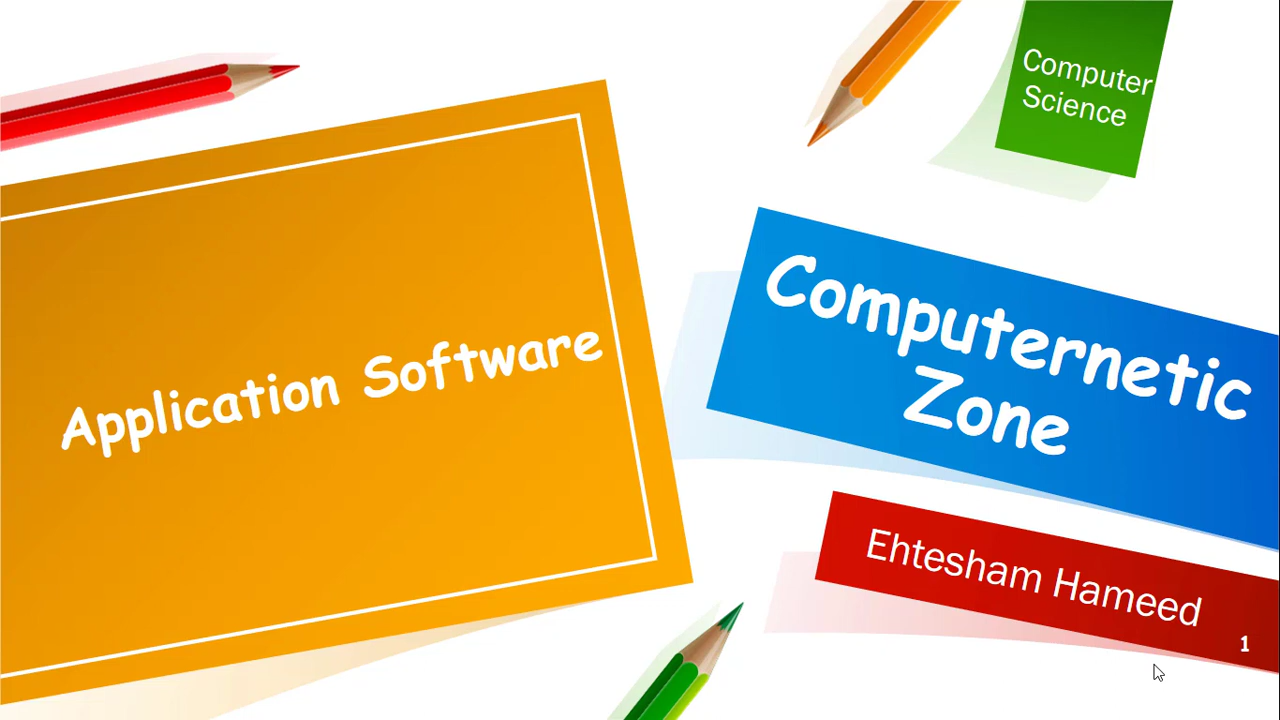 Computer
Science
Application Software
Computernetic
Zone
Ehtesham Hameed
1